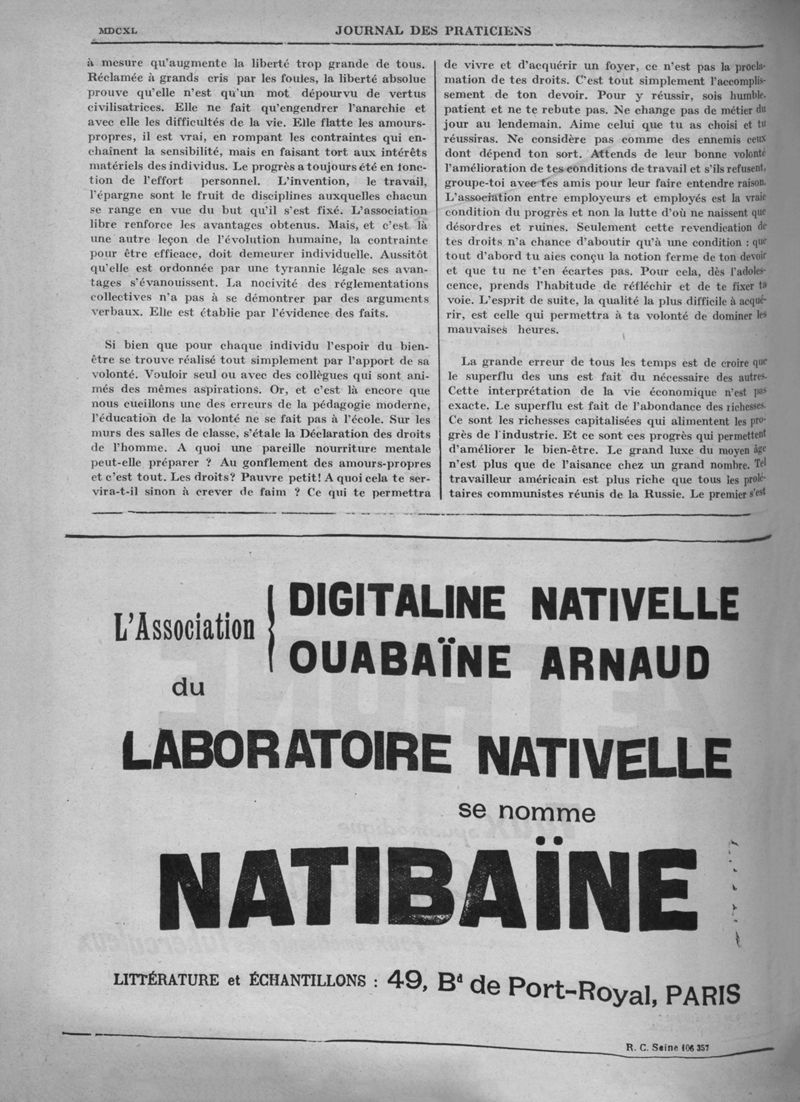 MDCXL
JOURNAL DES PRATICIENS
à mesure qu'augmente la liberté trop grande de tous.
Réclamée à grands cris par les foules, la liberté absolue
prouve qu'elle n'est qu'un mot dépourvu de vertus
civilisatrices. Elle ne fait qu'engendrer l'anarchie et
avec elle les difficultés de la vie. Elle flatte les amours-
propres, il est vrai, en rompant les contraintes qui en-
chaînent la sensibilité, mais en faisant tort aux intérêts
matériels des individus. Le progrès a toujours été en fonc-
tion de l'effort personnel. L'invention, le travail,
l'épargne sont le fruit de disciplines auxquelles chacun
se range en vue du but qu'il s'est fixé. L'association
libre renforce les avantages obtenus. Mais, et c'est là
une autre leçon de l'évolution humaine, la contrainte
pour être efficace, doit demeurer individuelle. Aussitôt
qu'elle est ordonnée par une tyrannie légale ses avan-
tages s'évanouissent. La nocivité des réglementations
collectives n'a pas à se démontrer par des arguments
verbaux. Elle est établie par l'évidence des faits.
Si bien que pour chaque individu l'espoir du bien-
être se trouve réalisé tout simplement par l'apport de sa
volonté. Vouloir seul ou avec des collègues qui sont ani-
més des mêmes aspirations. Or, et c'est là encore que
nous cueillons une des erreurs de la pédagogie moderne,
l'éducation de la volonté ne se fait pas à l'école. Sur les
murs des salles de classe, s'étale la Déclaration des droits
de l'homme. A quoi une pareille nourriture mentale
peut-elle préparer ? Au gonflement des amours-propres
et c'est tout. Les droits? Pauvre petit! A quoi cela te ser-
vira-t-il sinon à crever de faim ? Ce qui te permettra
de vivre et d'acquérir un foyer, ce n'est pas la procla-
mation de tes droits. C'est tout simplement l'accomplis-
sement de ton devoir. Pour y réussir, sois humble,
patient et ne te rebute pas. Ne change pas de métier du
jour au lendemain. Aime celui que tu as choisi et tu
réussiras. Ne considère pas comme des ennemis ceux
dont dépend ton sort. Attends de leur bonne volonté
l'amélioration de tes conditions de travail et s'ils refusent,
groupe-toi avec tes amis pour leur faire entendre raison.
L'association entre employeurs et employés est la vraie
condition du progrès et non la lutte d'où ne naissent que
désordres et ruines. Seulement cette revendication de
tes droits n'a chance d'aboutir qu'à une condition : que
tout d'abord tu aies conçu la notion ferme de ton devoir
et que tu ne t'en écartes pas. Pour cela, dès l'adoles-
cence, prends l'habitude de réfléchir et de te fixer ta
voie. L'esprit de suite, la qualité la plus difficile à acqué-
rir, est celle qui permettra à ta volonté de dominer les
mauvaises heures.
La grande erreur de tous les temps est de croire que
le superflu des uns est fait du nécessaire des autres.
Cette interprétation de la vie économique n'est pas
exacte. Le superflu est fait de l'abondance des richesses.
Ce sont les richesses capitalisées qui alimentent les pro-
grès de l'industrie. Et ce sont ces progrès qui permettent
d'améliorer le bien-être. Le grand luxe du moyen âge
n'est plus que de l'aisance chez un grand nombre. Tel
travailleur américain est plus riche que tous les prolé-
taires communistes réunis de la Russie. Le premier s'est
L'Association
DIGITALINE NATIVELLE
OUABAÏNE ARNAUD
du
LABORATOIRE NATIVELLE
se nomme
NATIBAÏNE
LITTÉRATURE et ÉCHANTILLONS : 49, Bd de Port-Royal, PARIS
R. C. Seine 106 357